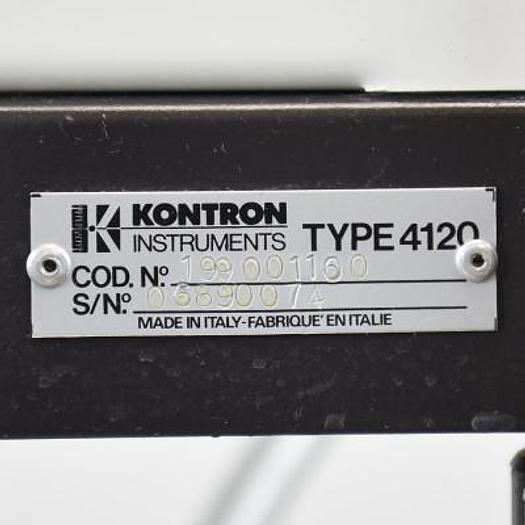 KONTRON
INSTRUMENTS TYPE 4120
COD. Nº 199001160
S/Nº 06890074
MADE IN ITALY-FABRIQUE' EN ITALIE